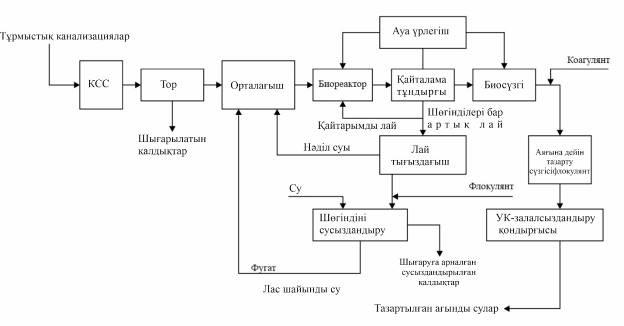 Ауа үрлегіш
Тұрмыстық канализациялар
Коагулянт
КСС
Тор
Орталағыш
Биореактор
Қайталама
тұндырғы
Биосүзгі
Шығарылатын
қалдықтар
Қайтарымды лай
Шөгінділері бар
артық лай
Нәділ суы
Лай
тығыздағыш
Аяғына дейін
тазарту
сүзгісіфлокулянт
Су
Флокулянт
Шөгіндіні
сусыздандыру
УК-залалсыздандыру
қондырғысы
Шығаруға арналған
сусыздандырылған
қалдықтар
Фугат
Лас шайынды су
Тазартылған ағынды сулар